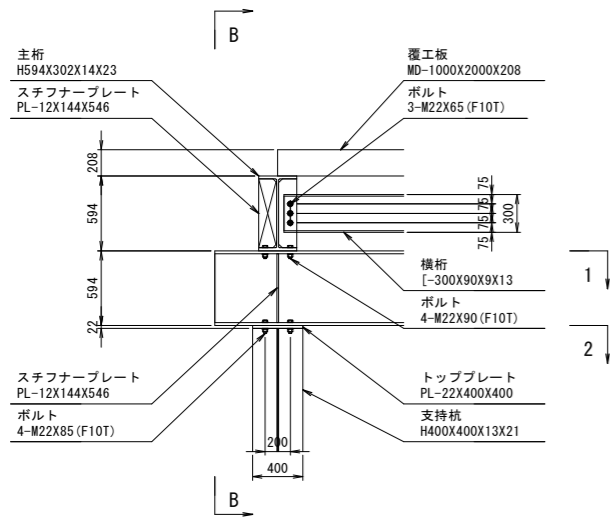 B
主桁
H594X302X14X23
スチフナープレート
PL-12X144X546
覆工板
MD-1000X2000X208
ボルト
3-M22X65(F10T)
208
594
594
22
75
75
75
75
300
横桁
[-300X90X9X13
ボルト
4-M22X90(F10T)
1
2
スチフナープレート
PL-12X144X546
ボルト
4-M22X85(F10T)
トッププレート
PL-22X400X400
支持杭
H400X400X13X21
200
400
B